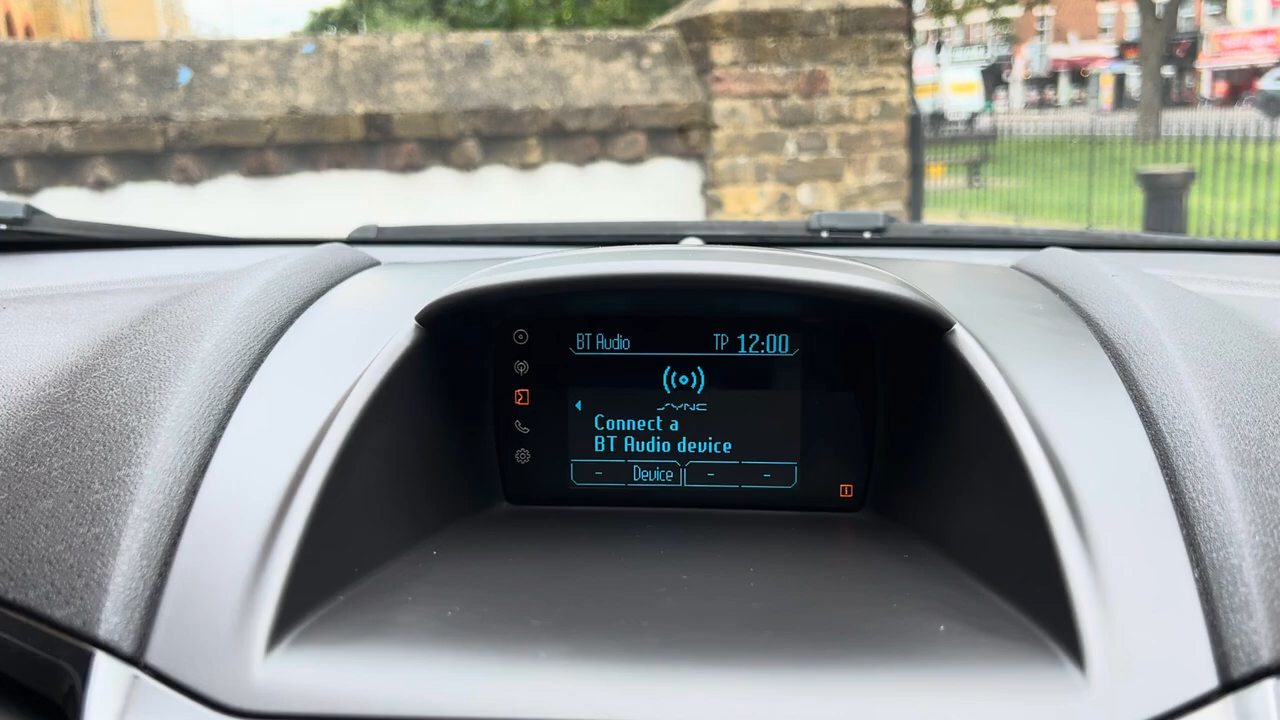 BT Audio TP 12:00
SYNC
Connect a
BT Audio device
- Device - -